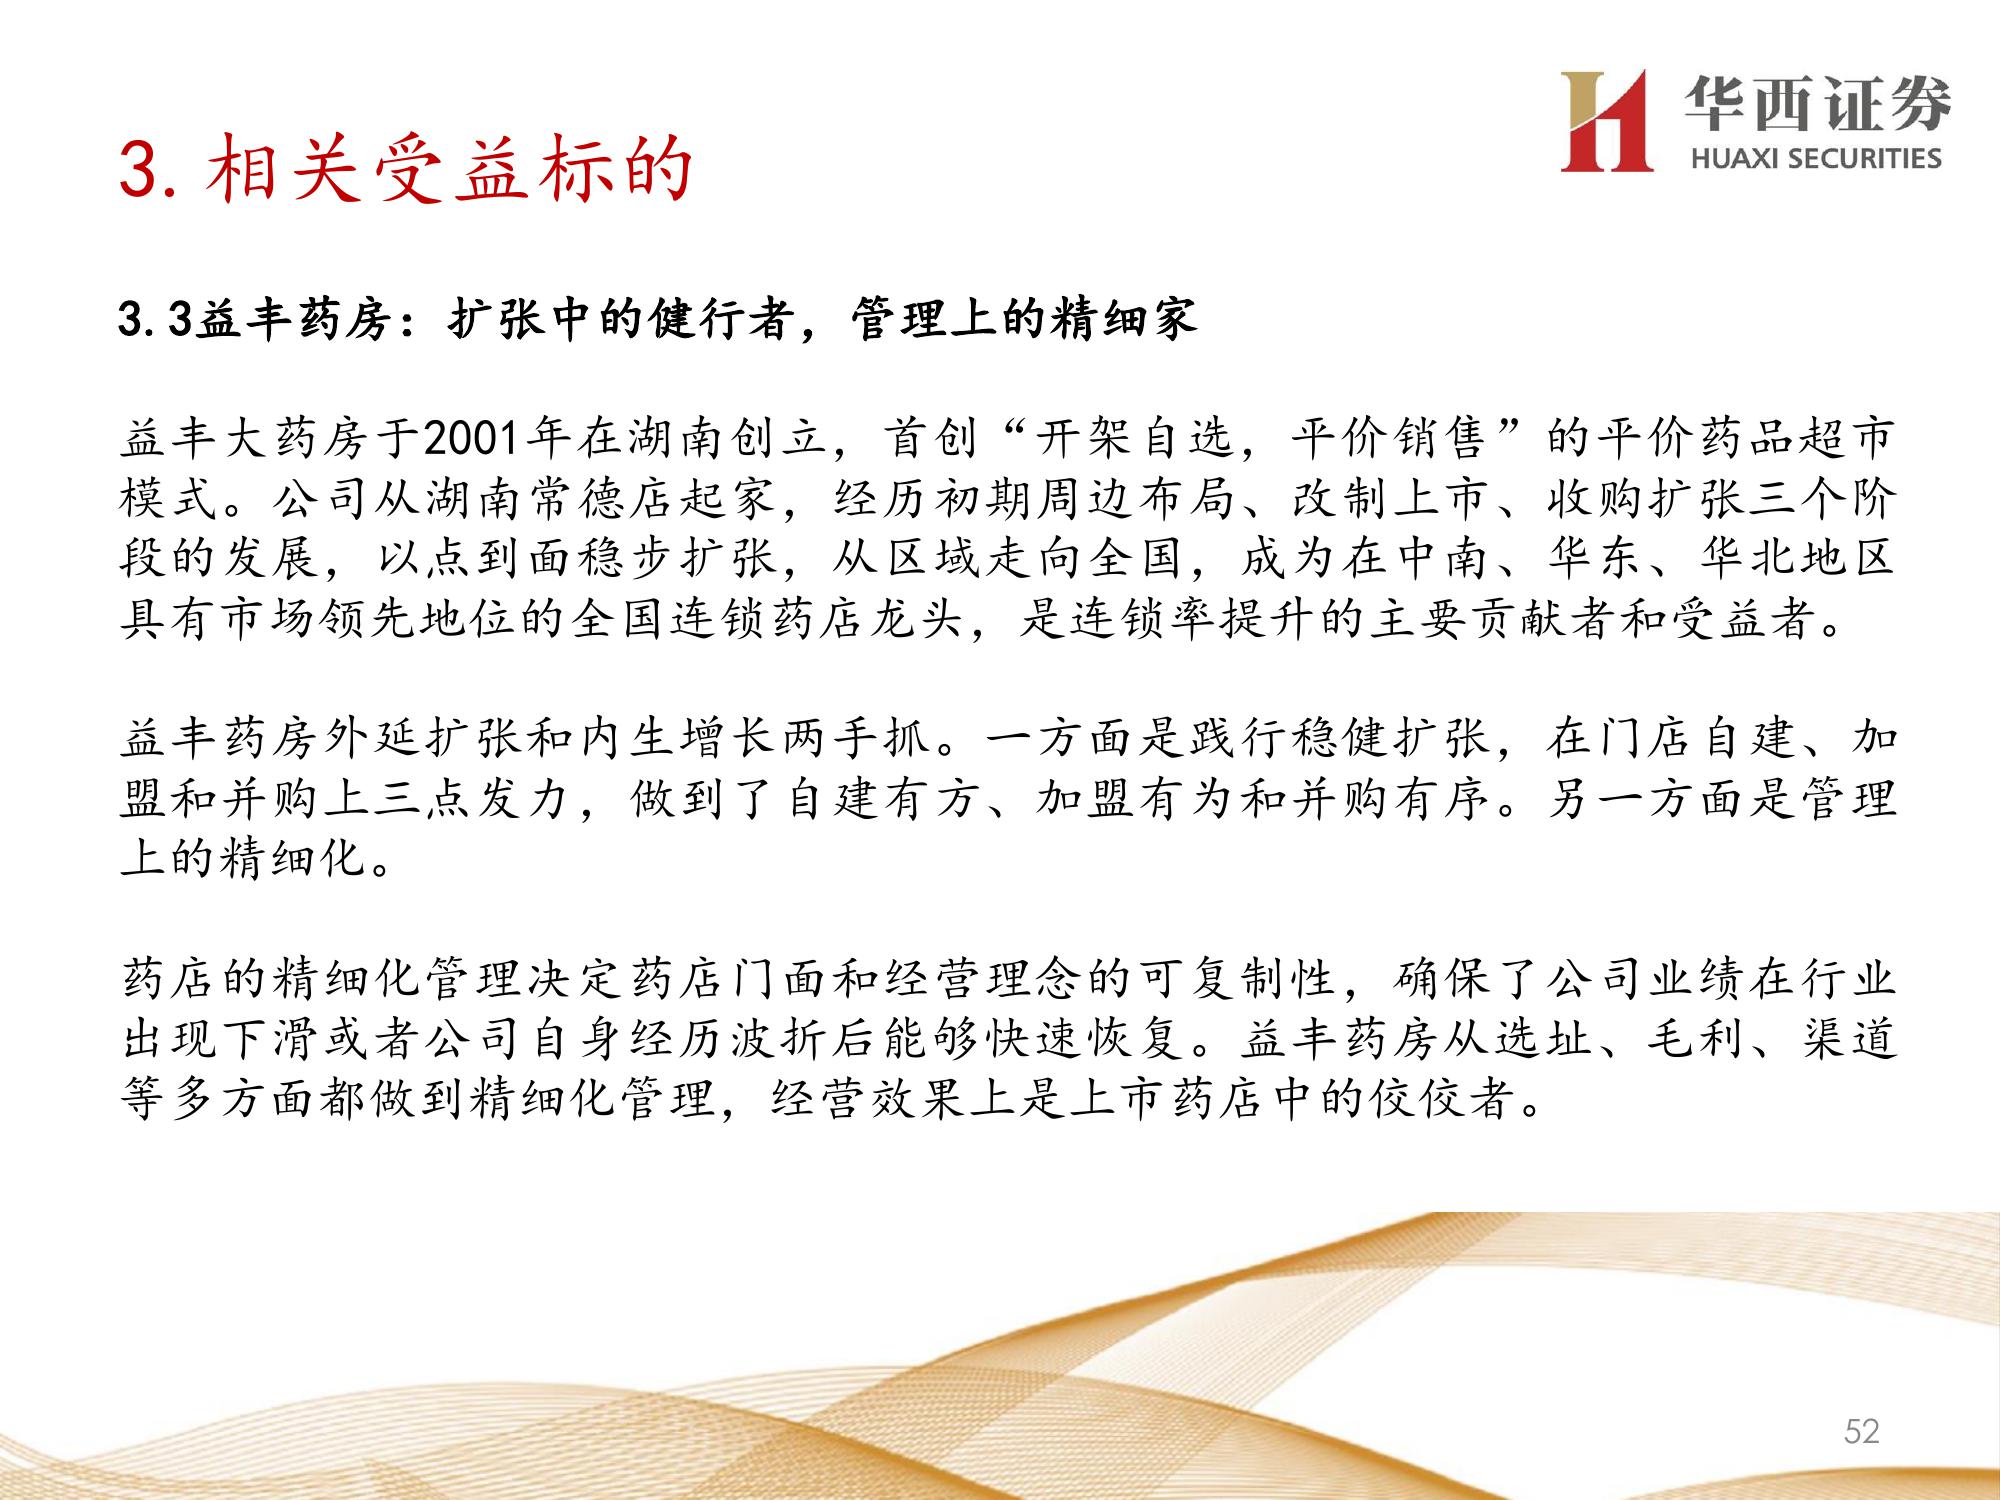 华西证券
HUAXI SECURITIES
3. 相关受益标的
3.3益丰药房：扩张中的健行者，管理上的精细家
益丰大药房于2001年在湖南创立，首创“开架自选，平价销售”的平价药品超市
模式。公司从湖南常德店起家，经历初期周边布局、改制上市、收购扩张三个阶
段的发展，以点到面稳步扩张，从区域走向全国，成为在中南、华东、华北地区
具有市场领先地位的全国连锁药店龙头，是连锁率提升的主要贡献者和受益者。
益丰药房外延扩张和内生增长两手抓。一方面是践行稳健扩张，在门店自建、加
盟和并购上三点发力，做到了自建有方、加盟有为和并购有序。另一方面是管理
上的精细化。
药店的精细化管理决定药店门面和经营理念的可复制性，确保了公司业绩在行业
出现下滑或者公司自身经历波折后能够快速恢复。益丰药房从选址、毛利、渠道
等多方面都做到精细化管理，经营效果上是上市药店中的佼佼者。
52